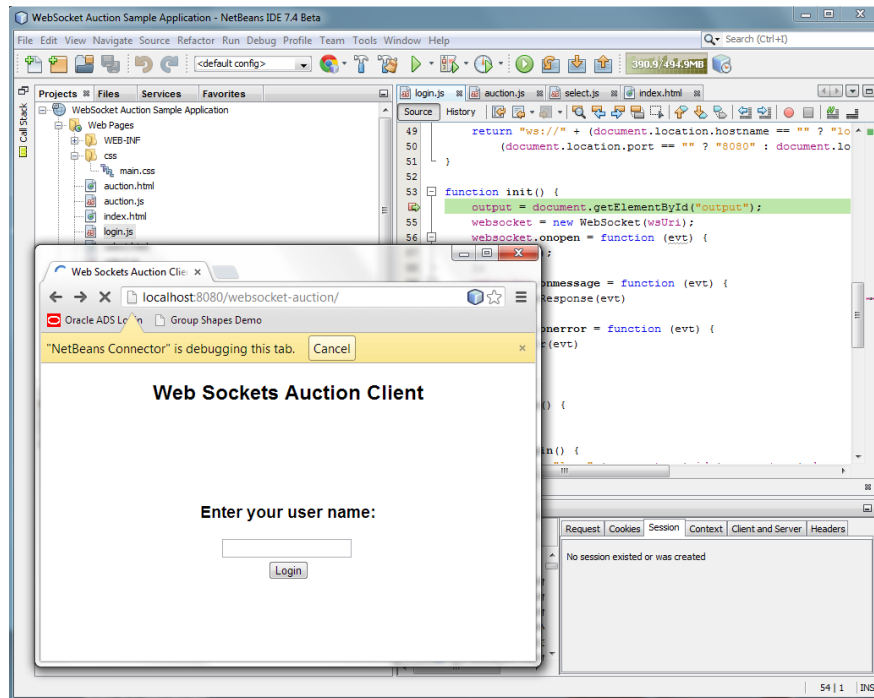 WebSocket Auction Sample Application - NetBeans IDE 7.4 Beta
File Edit View Navigate Source Refactor Run Debug Profile Team Tools Window Help
Search (Ctrl+I)
<default config>
390.9/494.9MB
Call Stack
Projects Files Services Favorites
WebSocket Auction Sample Application
Web Pages
WEB-INF
css
main.css
auction.html
auction.js
index.html
login.js
login.js auction.js select.js index.html
Source History
49 return "ws://" + (document.location.hostname == "" ? "lo
50 (document.location.port == "" ? "8080" : document.lo
51 }
52
53 function init() {
output = document.getElementById("output");
55 websocket = new WebSocket(wsUri);
56 websocket.onopen = function (evt) {
;
onmessage = function (evt) {
Response(evt)
onerror = function (evt) {
r(evt)
() {
in() {
Web Sockets Auction Clie
localhost:8080/websocket-auction/
Oracle ADS Login Group Shapes Demo
"NetBeans Connector" is debugging this tab. Cancel
Web Sockets Auction Client
Enter your user name:
Login
Request Cookies Session Context Client and Server Headers
No session existed or was created
54 | 1 INS